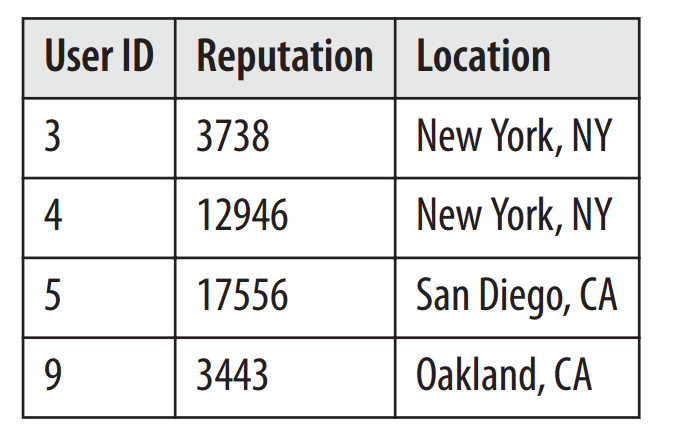 User ID Reputation Location
3 3738 New York, NY
4 12946 New York, NY
5 17556 San Diego, CA
9 3443 Oakland, CA